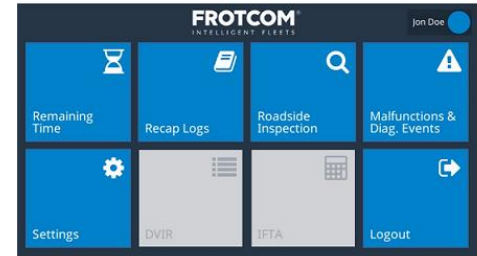 FROTCOM
INTELLIGENT FLEETS
Jon Doe
Remaining
Time
Recap Logs
Roadside
Inspection
Malfunctions &
Diag. Events
Settings
DVIR
IFTA
Logout